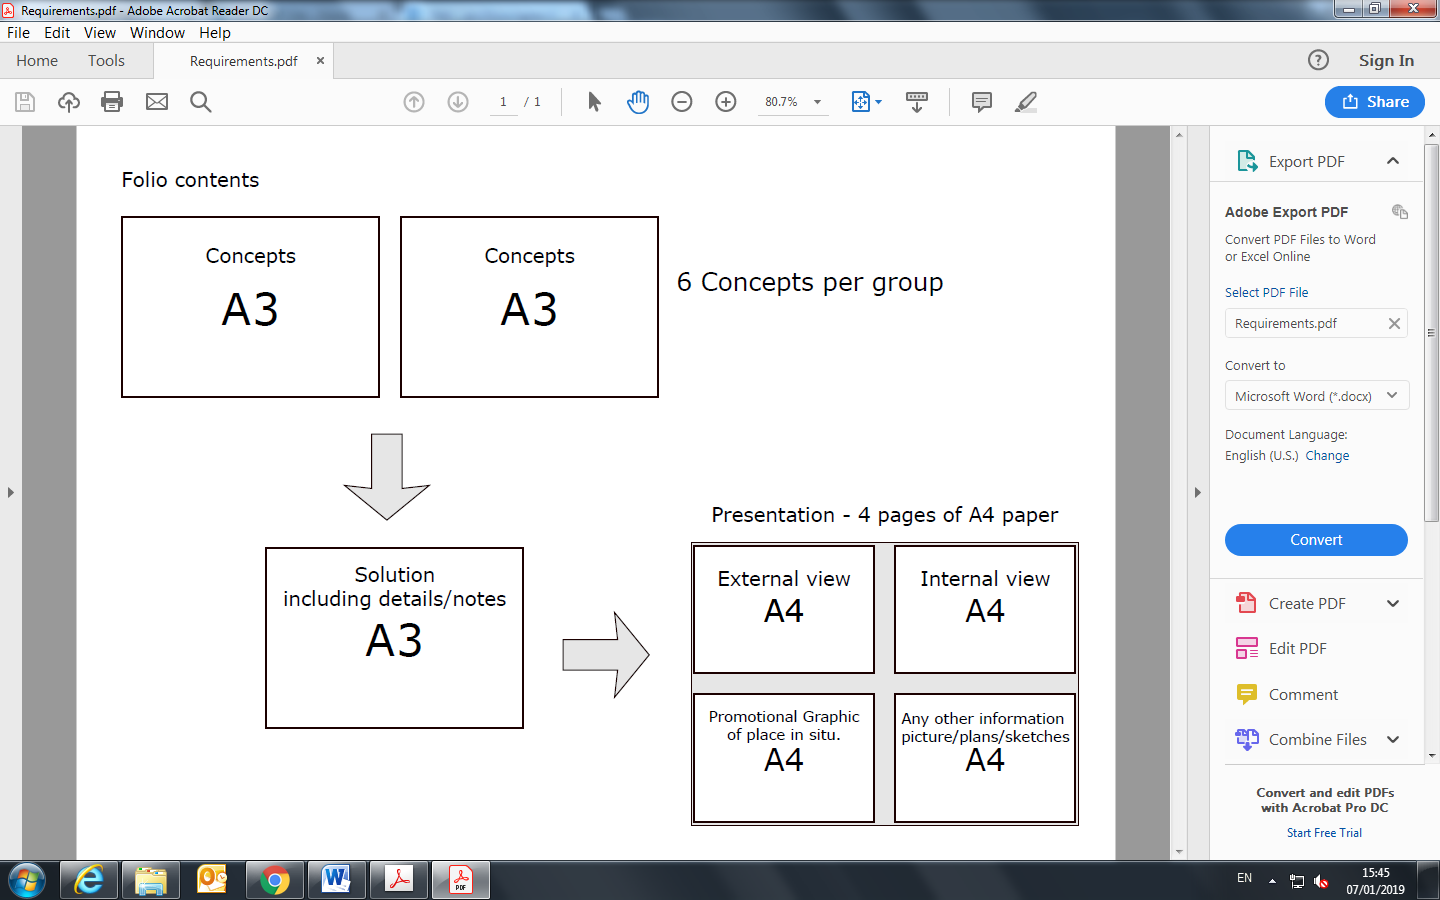 Requirements.pdf - Adobe Acrobat Reader DC
File Edit View Window Help
Home Tools Requirements.pdf × Sign In
1 / 1 80.7% Share
Folio contents
Concepts
A3
Concepts
A3
6 Concepts per group
Solution
including details/notes
A3
Presentation - 4 pages of A4 paper
External view
A4
Internal view
A4
Promotional Graphic
of place in situ.
A4
Any other information
picture/plans/sketches
A4
Export PDF
Adobe Export PDF
Convert PDF Files to Word
or Excel Online
Select PDF File
Requirements.pdf
Convert to
Microsoft Word (*.docx)
Document Language:
English (U.S.) Change
Convert
Create PDF
Edit PDF
Comment
Combine Files
Convert and edit PDFs
with Acrobat Pro DC
Start Free Trial
EN
15:45
07/01/2019